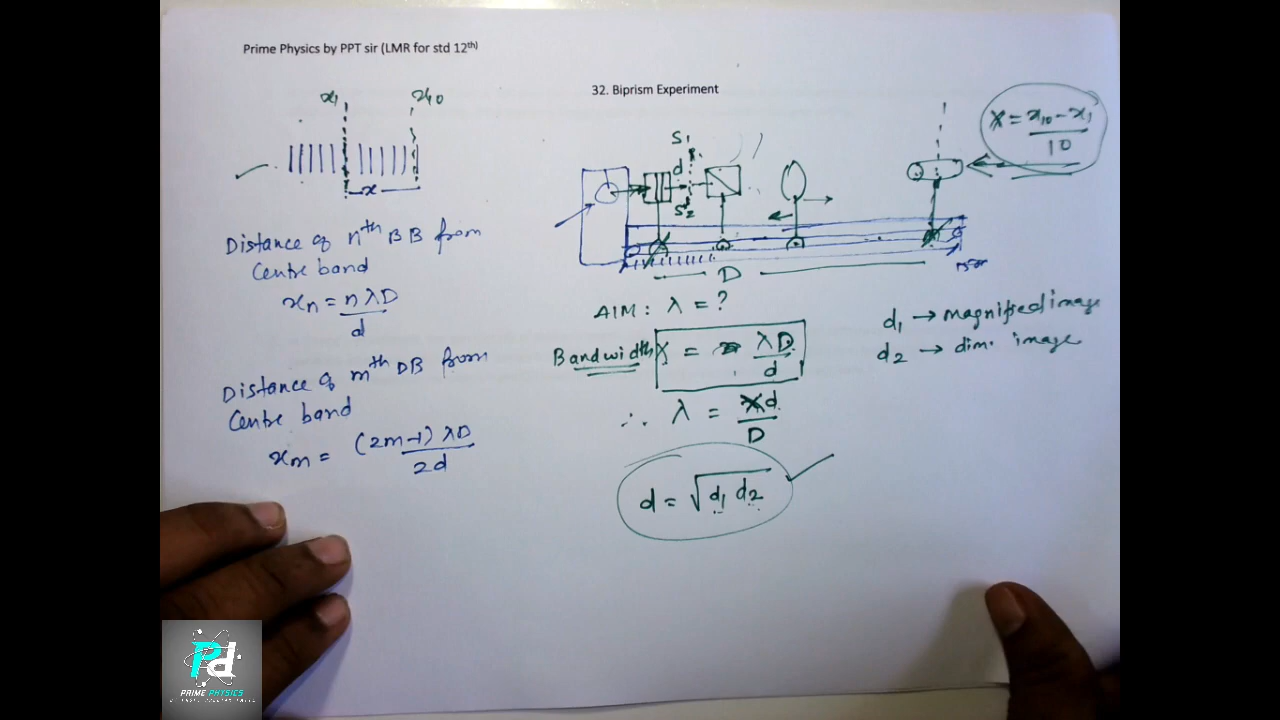 Prime Physics by PPT sir (LMR for std 12th)
32. Biprism Experiment
x1 x10
x
Distance of nth BB from
Centre band
xn = nλD / d
Distance of mth DB from
Centre band
xm = (2m-1) λD / 2d
S1
d
S2
D
X = x10 - x1 / 10
AIM: λ = ?
Bandwidth X = λD / d
∴ λ = Xd / D
d = √d1 d2
d1 → magnified image
d2 → dim. image
Pd
PRIME PHYSICS